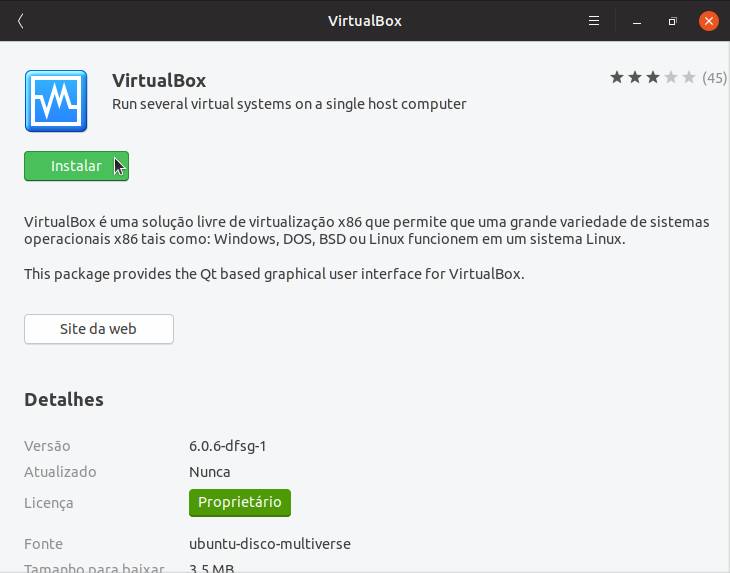 VirtualBox
VirtualBox
Run several virtual systems on a single host computer
(45)
Instalar
VirtualBox é uma solução livre de virtualização x86 que permite que uma grande variedade de sistemas
operacionais x86 tais como: Windows, DOS, BSD ou Linux funcionem em um sistema Linux.
This package provides the Qt based graphical user interface for VirtualBox.
Site da web
Detalhes
Versão 6.0.6-dfsg-1
Atualizado Nunca
Licença Proprietário
Fonte ubuntu-disco-multiverse
Tamanho para baixar 3,5 MB